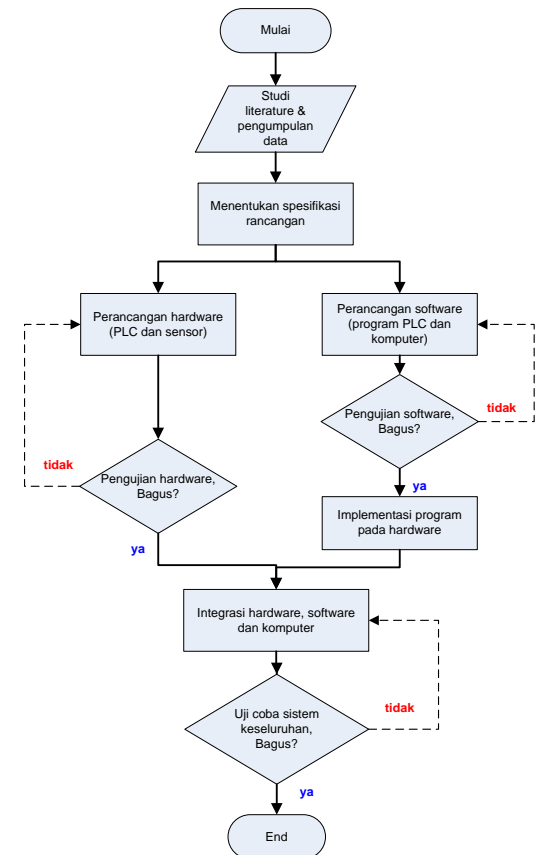 Mulai
Studi
literature &
pengumpulan
data
Menentukan spesifikasi
rancangan
Perancangan hardware
(PLC dan sensor)
Perancangan software
(program PLC dan
komputer)
Pengujian software,
Bagus?
tidak
tidak
Pengujian hardware,
Bagus?
ya
Implementasi program
pada hardware
ya
Integrasi hardware, software
dan komputer
Uji coba sistem
keseluruhan,
Bagus?
tidak
ya
End